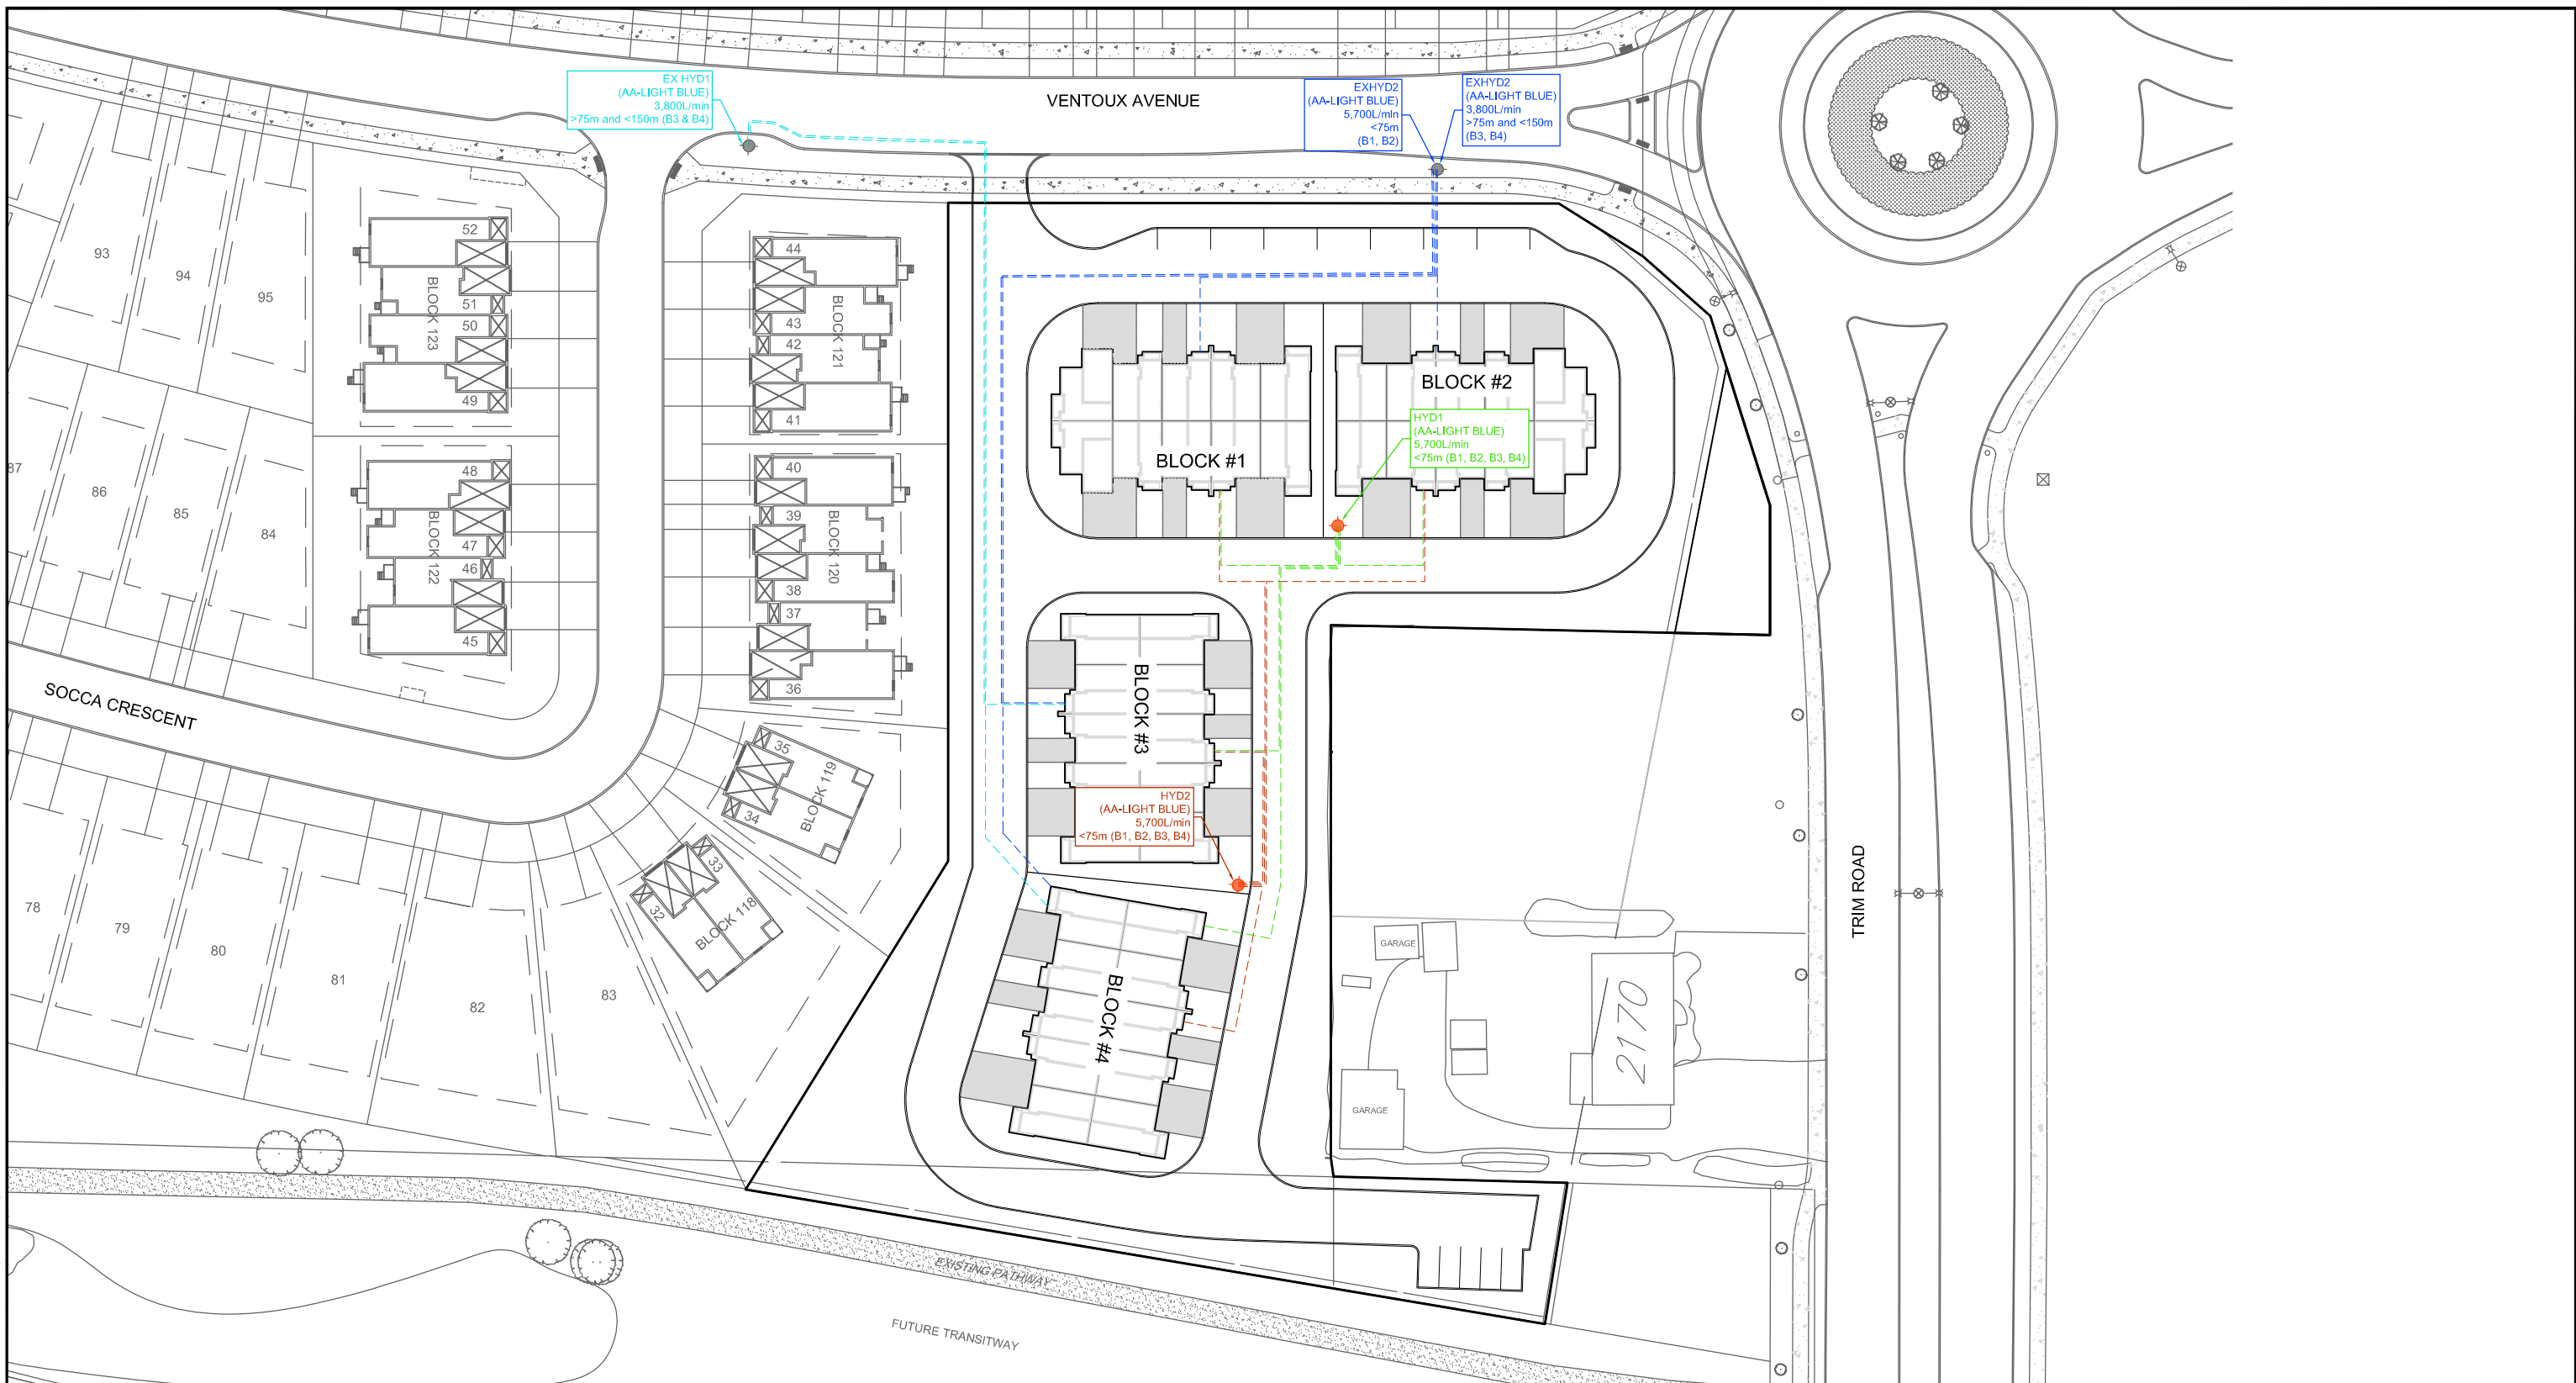 EX HYD1
(AA-LIGHT BLUE)
3,800L/min
>75m and <150m (B3 & B4)
VENTOUX AVENUE
EXHYD2
(AA-LIGHT BLUE)
5,700L/min
<75m
(B1, B2)
EXHYD2
(AA-LIGHT BLUE)
3,800L/min
>75m and <150m
(B3, B4)
93
94
95
87
86
85
84
52
51
50
49
BLOCK 123
48
47
46
45
BLOCK 122
44
43
42
41
BLOCK 121
40
39
38
37
36
BLOCK 120
35
34
BLOCK 119
33
32
BLOCK 118
SOCCA CRESCENT
78
79
80
81
82
83
BLOCK #1
BLOCK #2
HYD1
(AA-LIGHT BLUE)
5,700L/min
<75m (B1, B2, B3, B4)
BLOCK #3
HYD2
(AA-LIGHT BLUE)
5,700L/min
<75m (B1, B2, B3, B4)
BLOCK #4
GARAGE
GARAGE
2170
TRIM ROAD
EXISTING PATHWAY
FUTURE TRANSITWAY